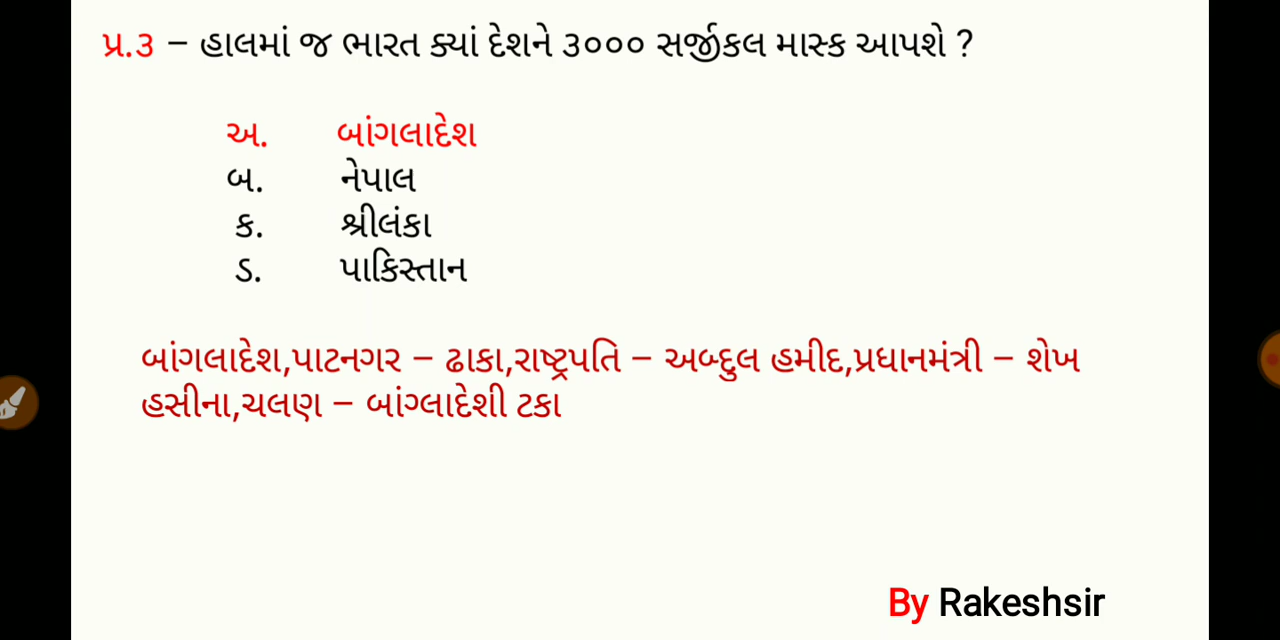 પ્ર.૩ – હાલમાં જ ભારત ક્યાં દેશને ૩૦૦૦ સર્જીકલ માસ્ક આપશે ?
અ. બાંગલાદેશ
બ. નેપાલ
ક. શ્રીલંકા
ડ. પાકિસ્તાન
બાંગલાદેશ,પાટનગર – ઢાકા,રાષ્ટ્રપતિ – અબ્દુલ હમીદ,પ્રધાનમંત્રી – શેખ
હસીના,ચલણ – બાંગ્લાદેશી ટકા
By Rakeshsir